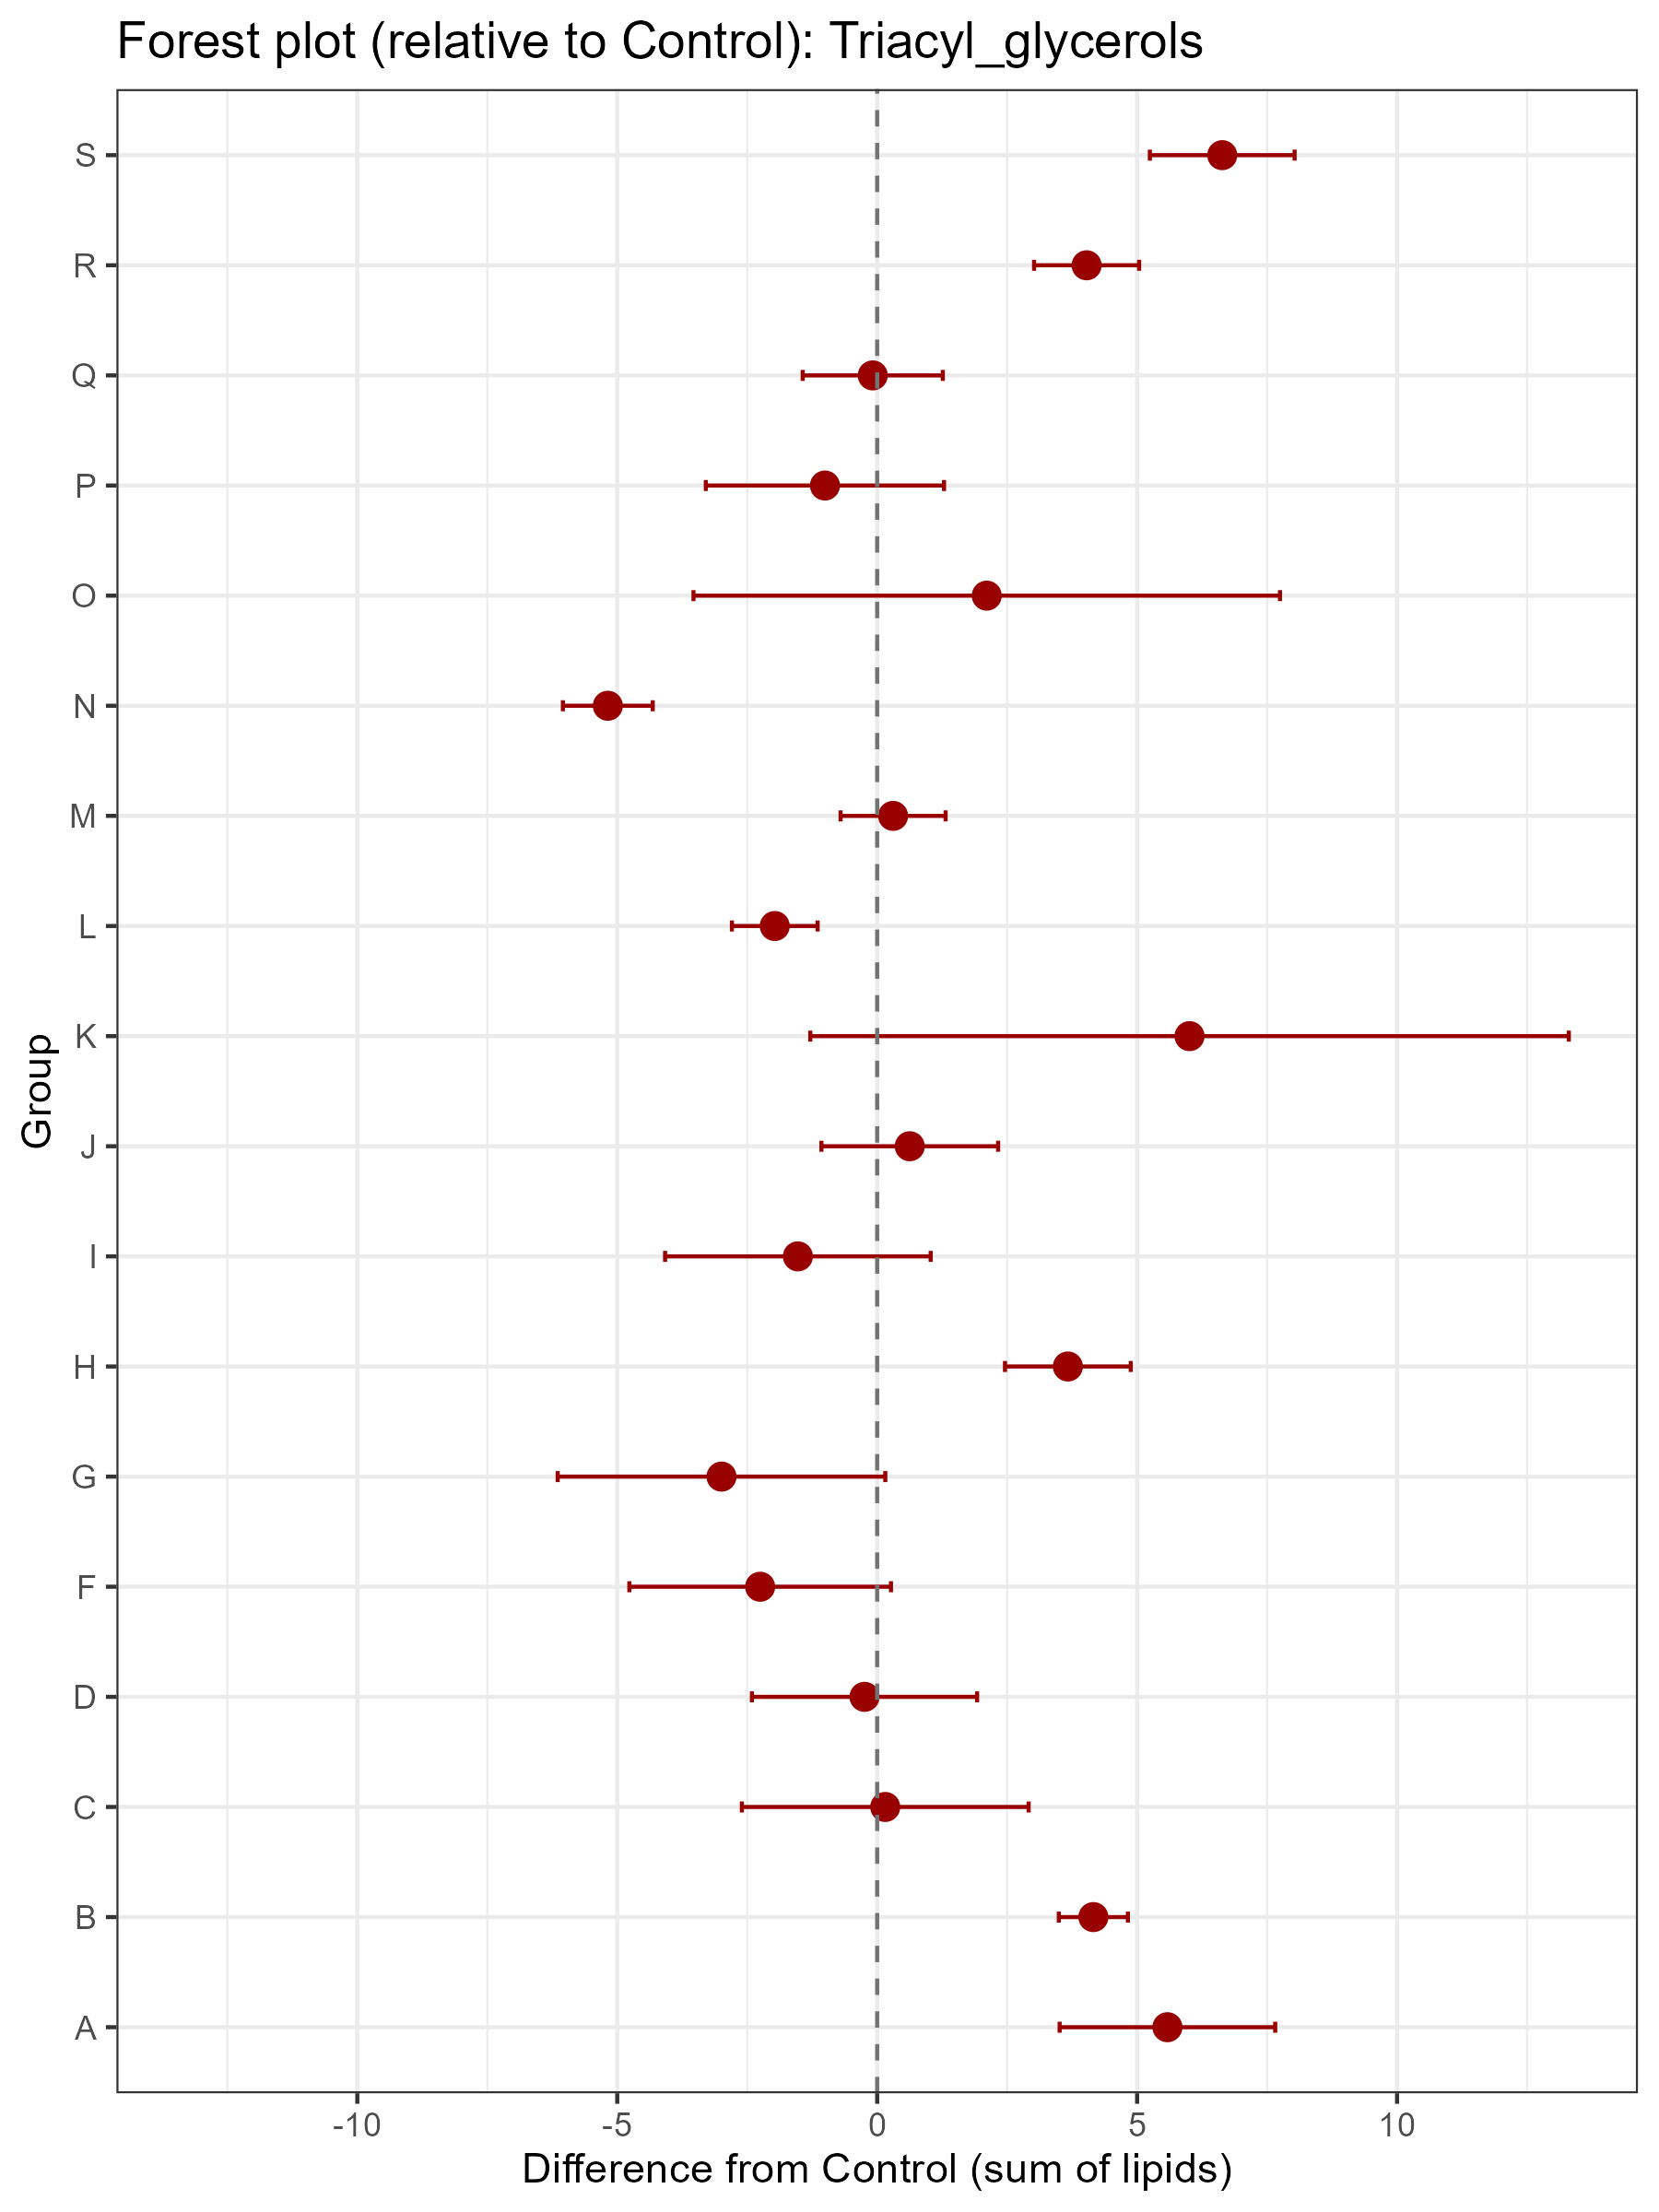 Forest plot (relative to Control): Triacyl_glycerols
S
R
Q
P
O
N
M
L
K
J
I
H
G
F
D
C
B
A
Group
-10 -5 0 5 10
Difference from Control (sum of lipids)